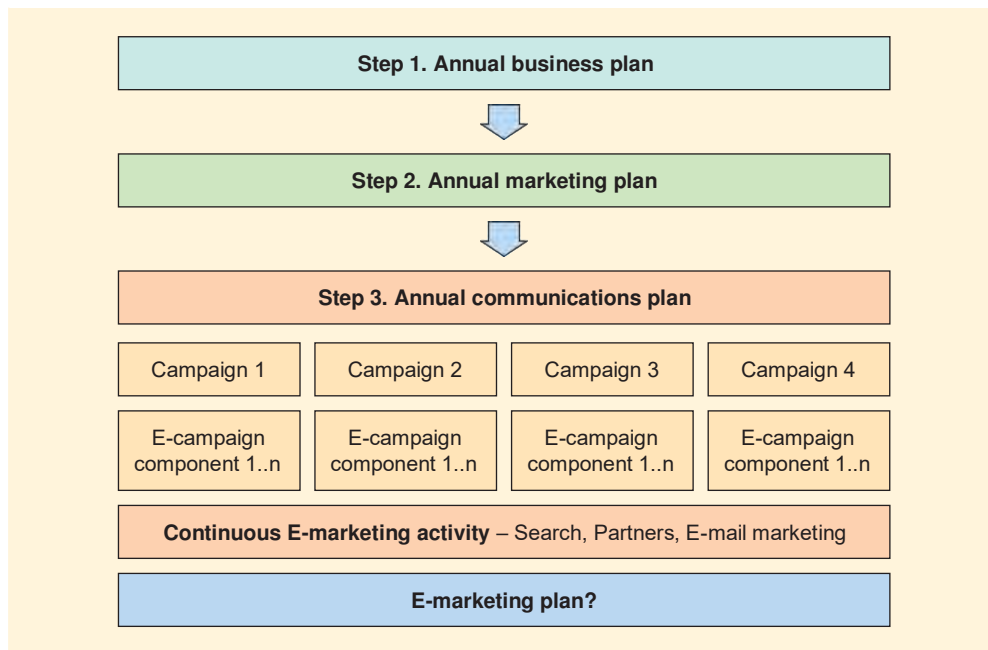 Step 1. Annual business plan
Step 2. Annual marketing plan
Step 3. Annual communications plan
Campaign 1
Campaign 2
Campaign 3
Campaign 4
E-campaign
component 1..n
E-campaign
component 1..n
E-campaign
component 1..n
E-campaign
component 1..n
Continuous E-marketing activity – Search, Partners, E-mail marketing
E-marketing plan?